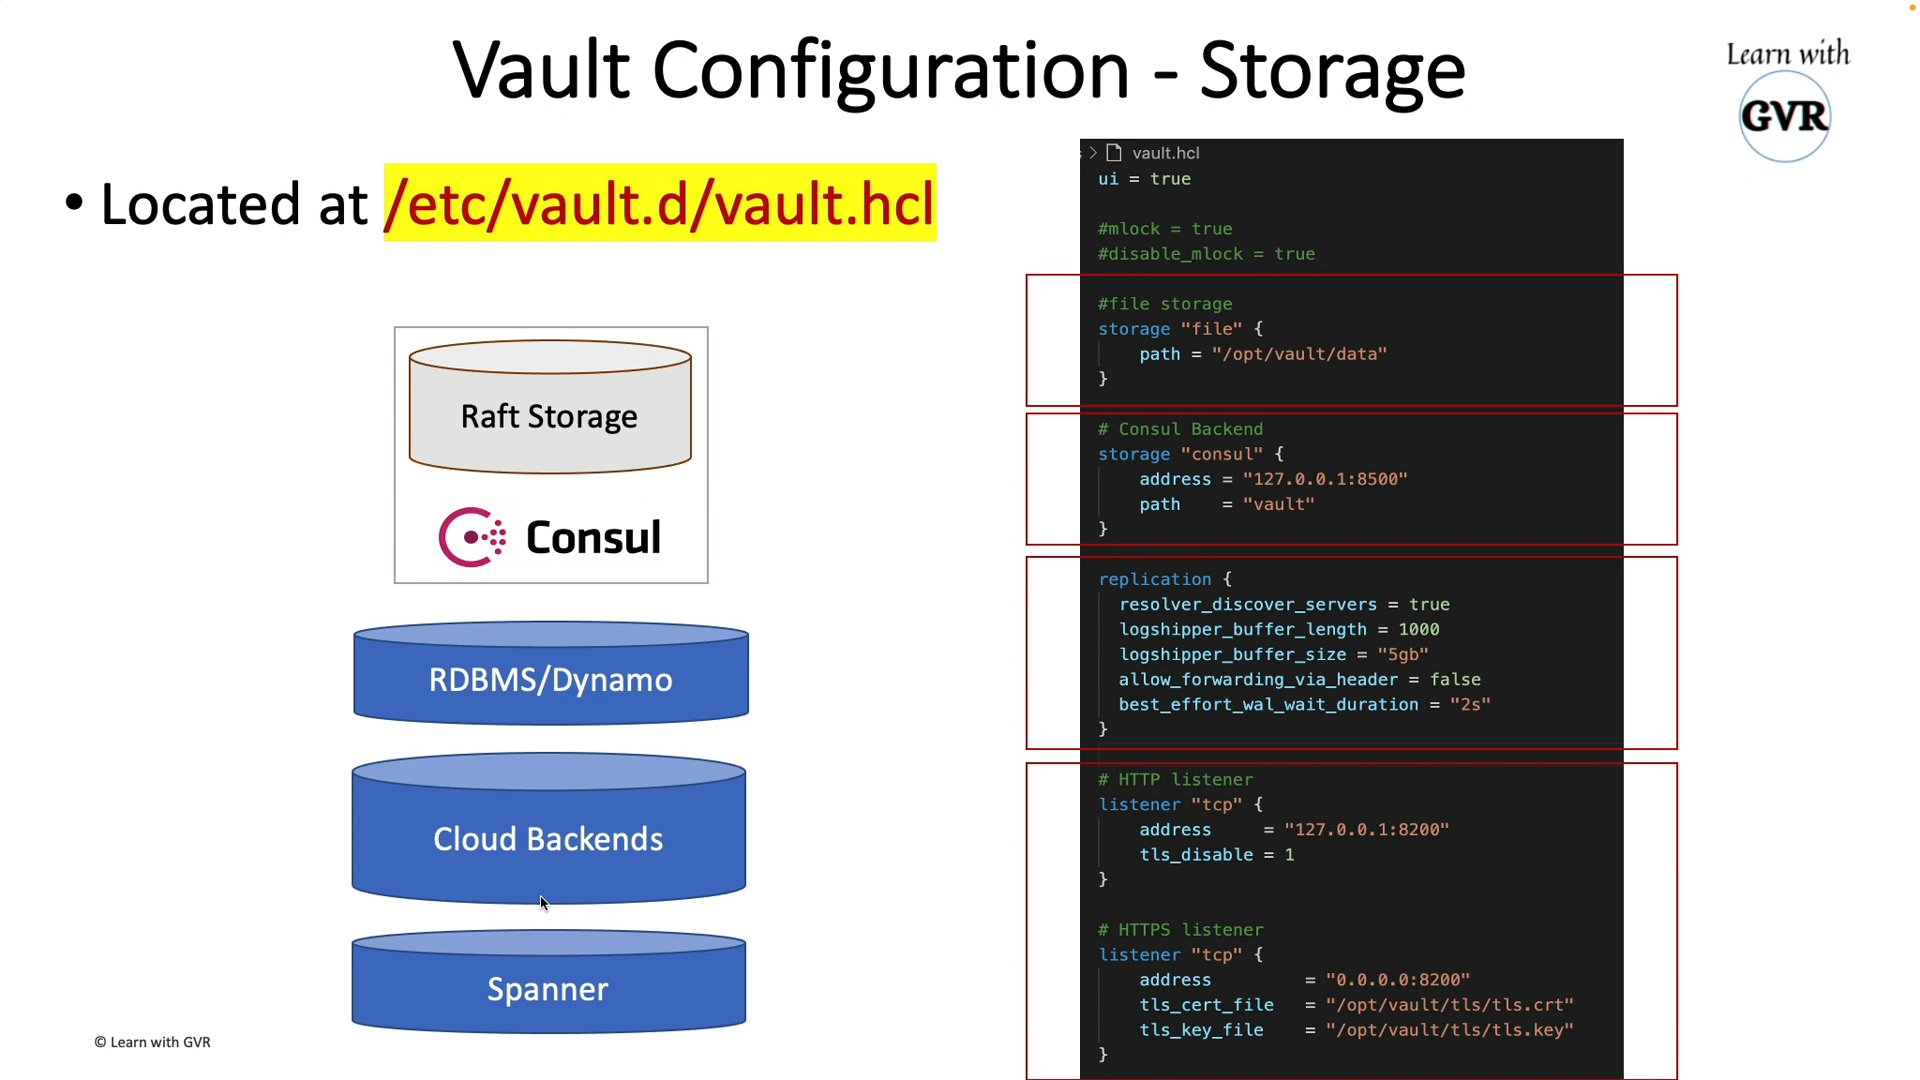 Vault Configuration - Storage
Learn with
GVR
• Located at /etc/vault.d/vault.hcl
Raft Storage
Consul
RDBMS/Dynamo
Cloud Backends
Spanner
© Learn with GVR
vault.hcl
ui = true
#mlock = true
#disable_mlock = true
#file storage
storage "file" {
path = "/opt/vault/data"
}
# Consul Backend
storage "consul" {
address = "127.0.0.1:8500"
path    = "vault"
}
replication {
resolver_discover_servers = true
logshipper_buffer_length = 1000
logshipper_buffer_size = "5gb"
allow_forwarding_via_header = false
best_effort_wal_wait_duration = "2s"
}
# HTTP listener
listener "tcp" {
address     = "127.0.0.1:8200"
tls_disable = 1
}
# HTTPS listener
listener "tcp" {
address         = "0.0.0.0:8200"
tls_cert_file   = "/opt/vault/tls/tls.crt"
tls_key_file    = "/opt/vault/tls/tls.key"
}